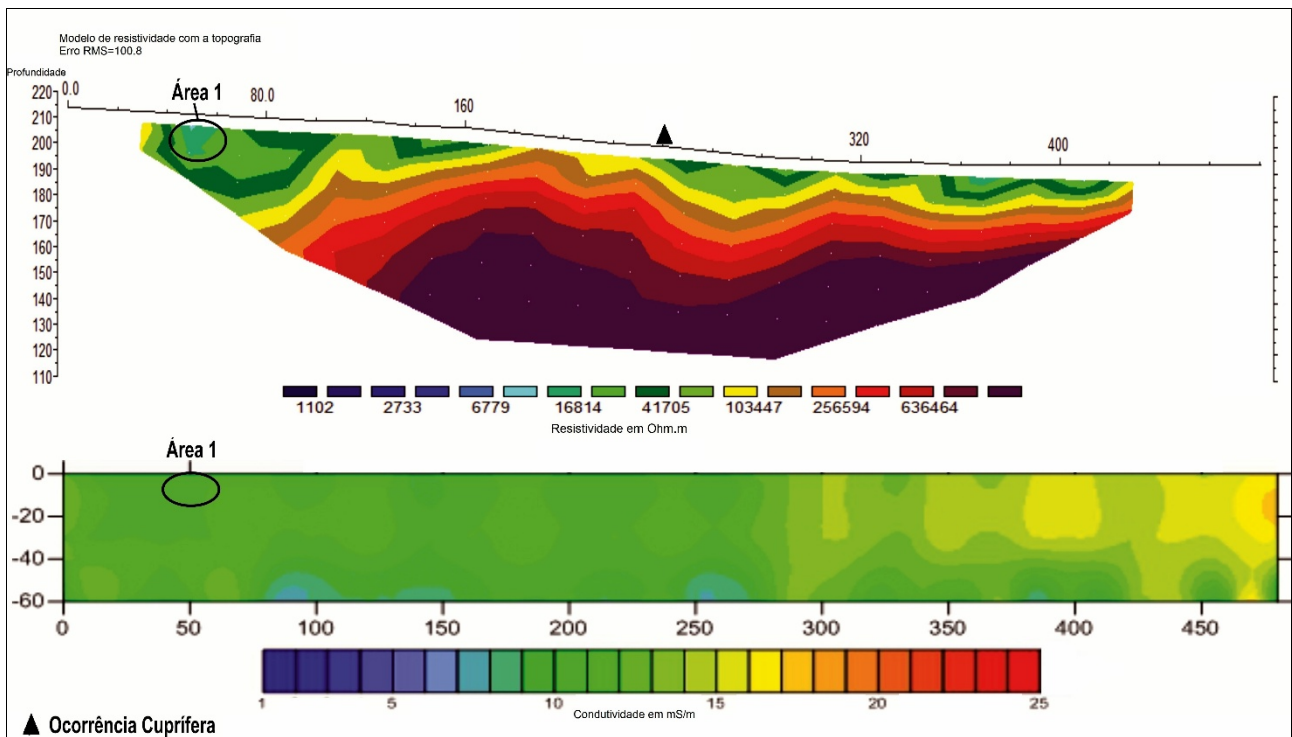 Modelo de resistividade com a topografia
Erro RMS=100.8
Profundidade
Área 1
0.0
80.0
160
320
400
220
210
200
190
180
170
160
150
140
130
120
110
1102 2733 6779 16814 41705 103447 256594 636464
Resistividade em Ohm.m
Área 1
0
-20
-40
-60
0 50 100 150 200 250 300 350 400 450
1 5 10 15 20 25
Condutividade em mS/m
Ocorrência Cuprífera